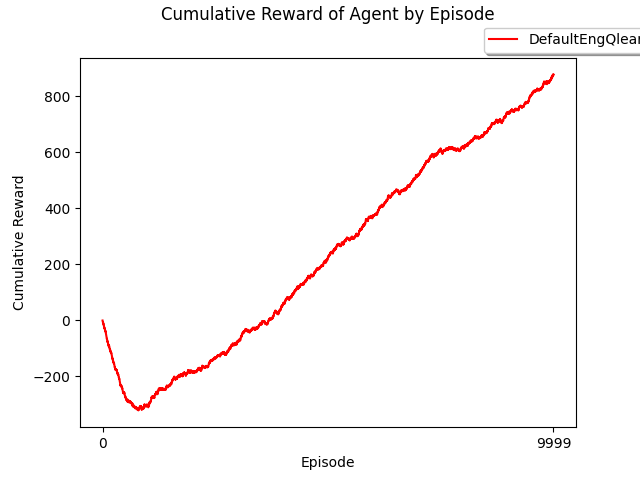 Cumulative Reward of Agent by Episode
DefaultEngQlear
800
600
400
200
0
−200
Cumulative Reward
0
9999
Episode